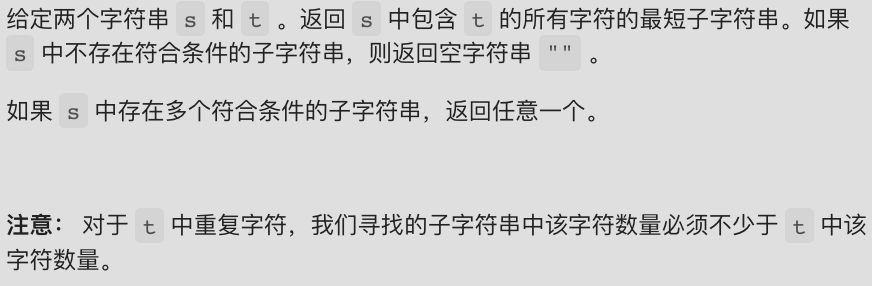 给定两个字符串 s 和 t 。返回 s 中包含 t 的所有字符的最短子字符串。如果
s 中不存在符合条件的子字符串，则返回空字符串 "" 。
如果 s 中存在多个符合条件的子字符串，返回任意一个。
注意： 对于 t 中重复字符，我们寻找的子字符串中该字符数量必须不少于 t 中该
字符数量。